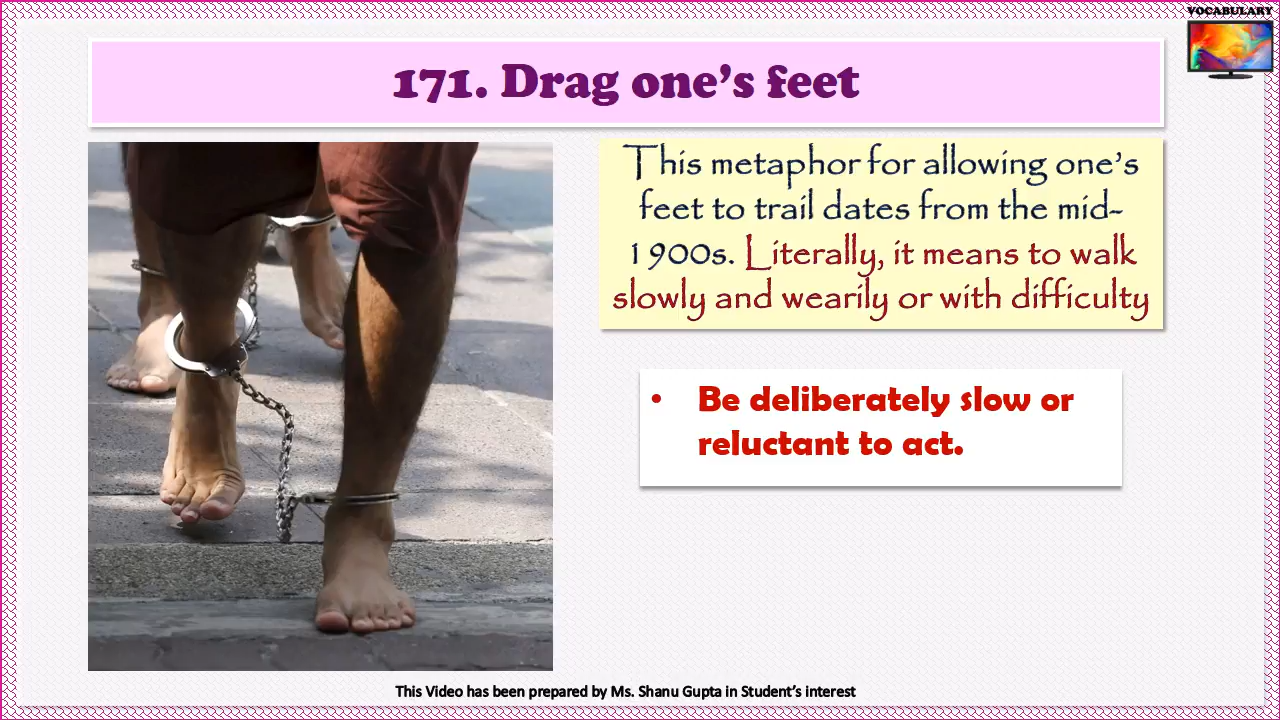 VOCABULARY
171. Drag one’s feet
This metaphor for allowing one’s
feet to trail dates from the mid-
1900s. Literally, it means to walk
slowly and wearily or with difficulty
• Be deliberately slow or
reluctant to act.
This Video has been prepared by Ms. Shanu Gupta in Student’s interest